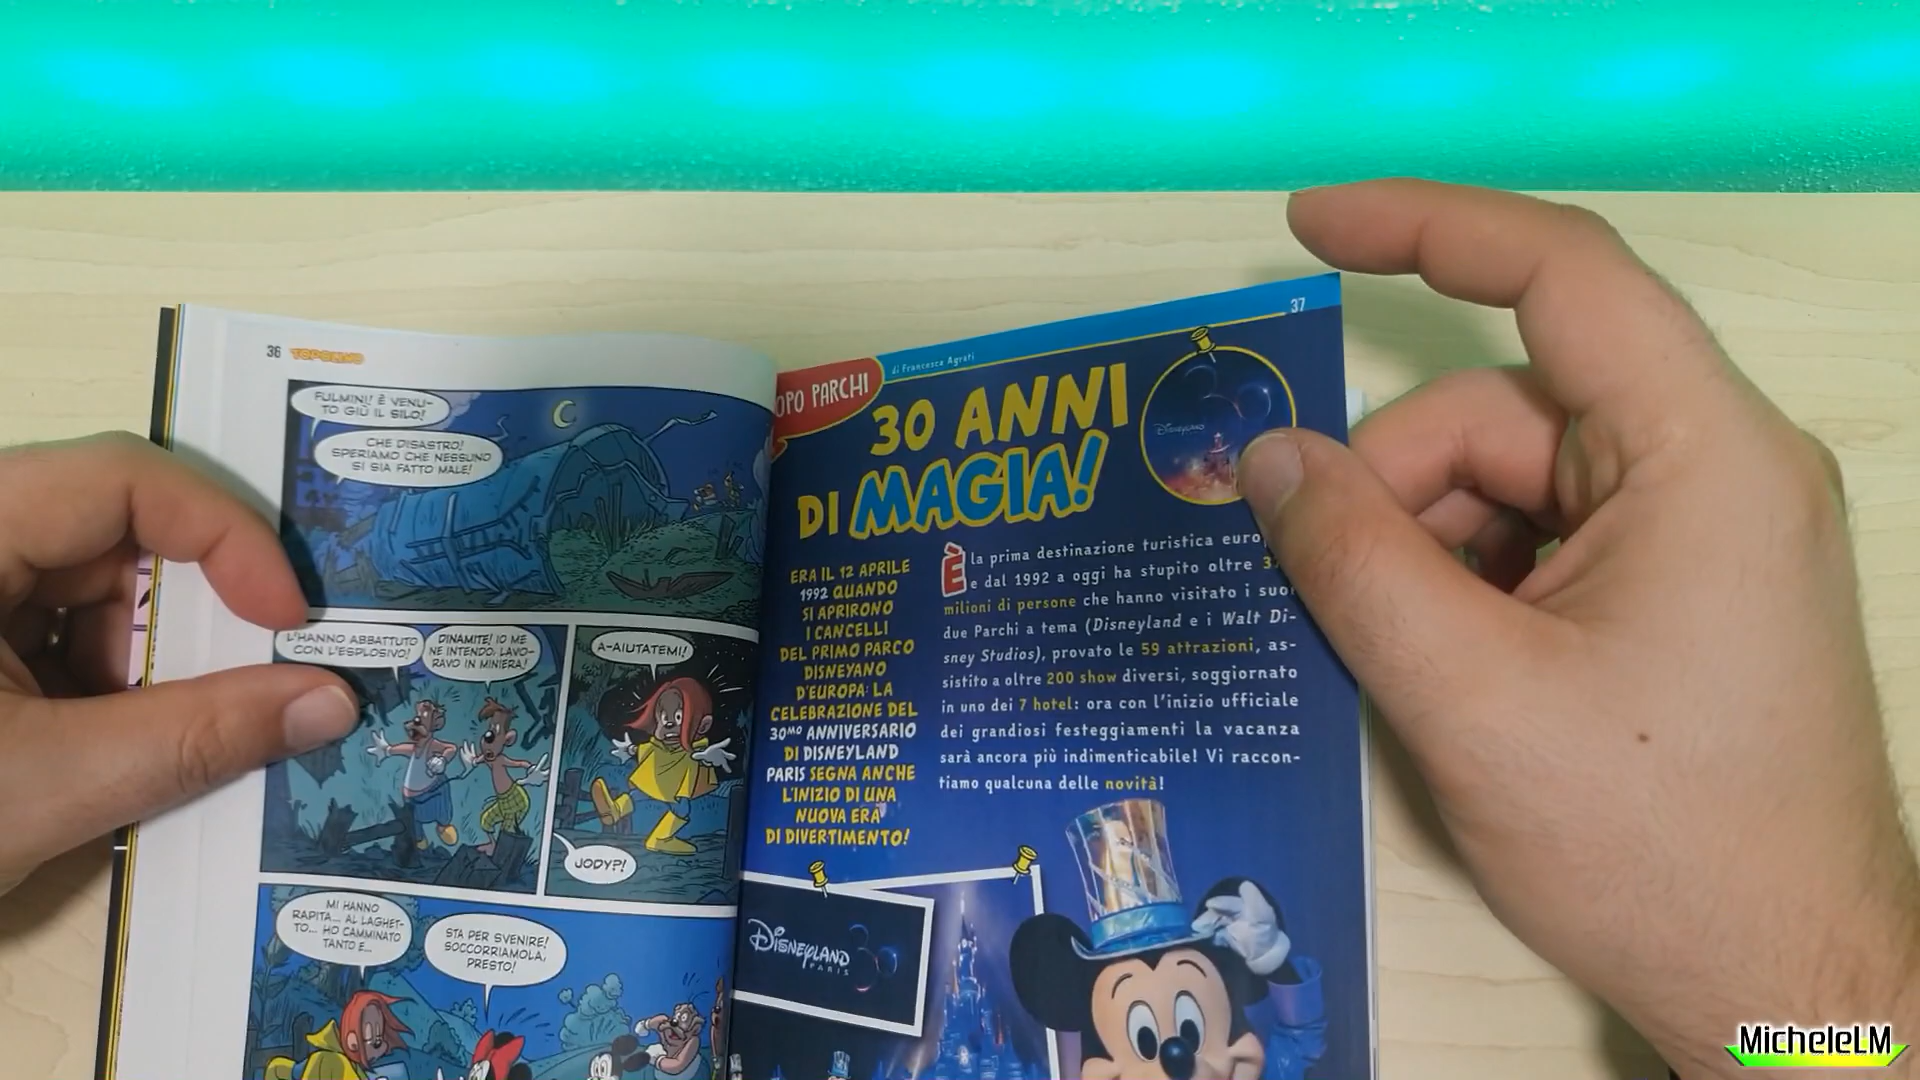 36 TOPOLINO
FULMINI! È VENU-
TO GIÙ IL SILO!
CHE DISASTRO!
SPERIAMO CHE NESSUNO
SI SIA FATTO MALE!
L'HANNO ABBATTUTO
CON L'ESPLOSIVO!
DINAMITE! IO ME
NE INTENDO, LAVO-
RAVO IN MINIERA!
A-AIUTATEMI!
JODY?!
MI HANNO
RAPITA... AL LAGHET-
TO... HO CAMMINATO
TANTO E...
STA PER SVENIRE!
SOCCORRIAMOLA,
PRESTO!
37
OPO PARCHI
di Francesca Agrati
30 ANNI
DI MAGIA!
Disneyland
ERA IL 12 APRILE
1992 QUANDO
SI APRIRONO
I CANCELLI
DEL PRIMO PARCO
DISNEYANO
D'EUROPA: LA
CELEBRAZIONE DEL
30MO ANNIVERSARIO
DI DISNEYLAND
PARIS SEGNA ANCHE
L'INIZIO DI UNA
NUOVA ERA
DI DIVERTIMENTO!
È la prima destinazione turistica
e dal 1992 a oggi ha stupito oltre
milioni di persone che hanno visitato i suoi
due Parchi a tema (Disneyland e i Walt Di-
sney Studios), provato le 59 attrazioni, as-
sistito a oltre 200 show diversi, soggiornato
in uno dei 7 hotel: ora con l'inizio ufficiale
dei grandiosi festeggiamenti la vacanza
sarà ancora più indimenticabile! Vi raccon-
tiamo qualcuna delle novità!
DISNEYLAND
PARIS
MicheleLM